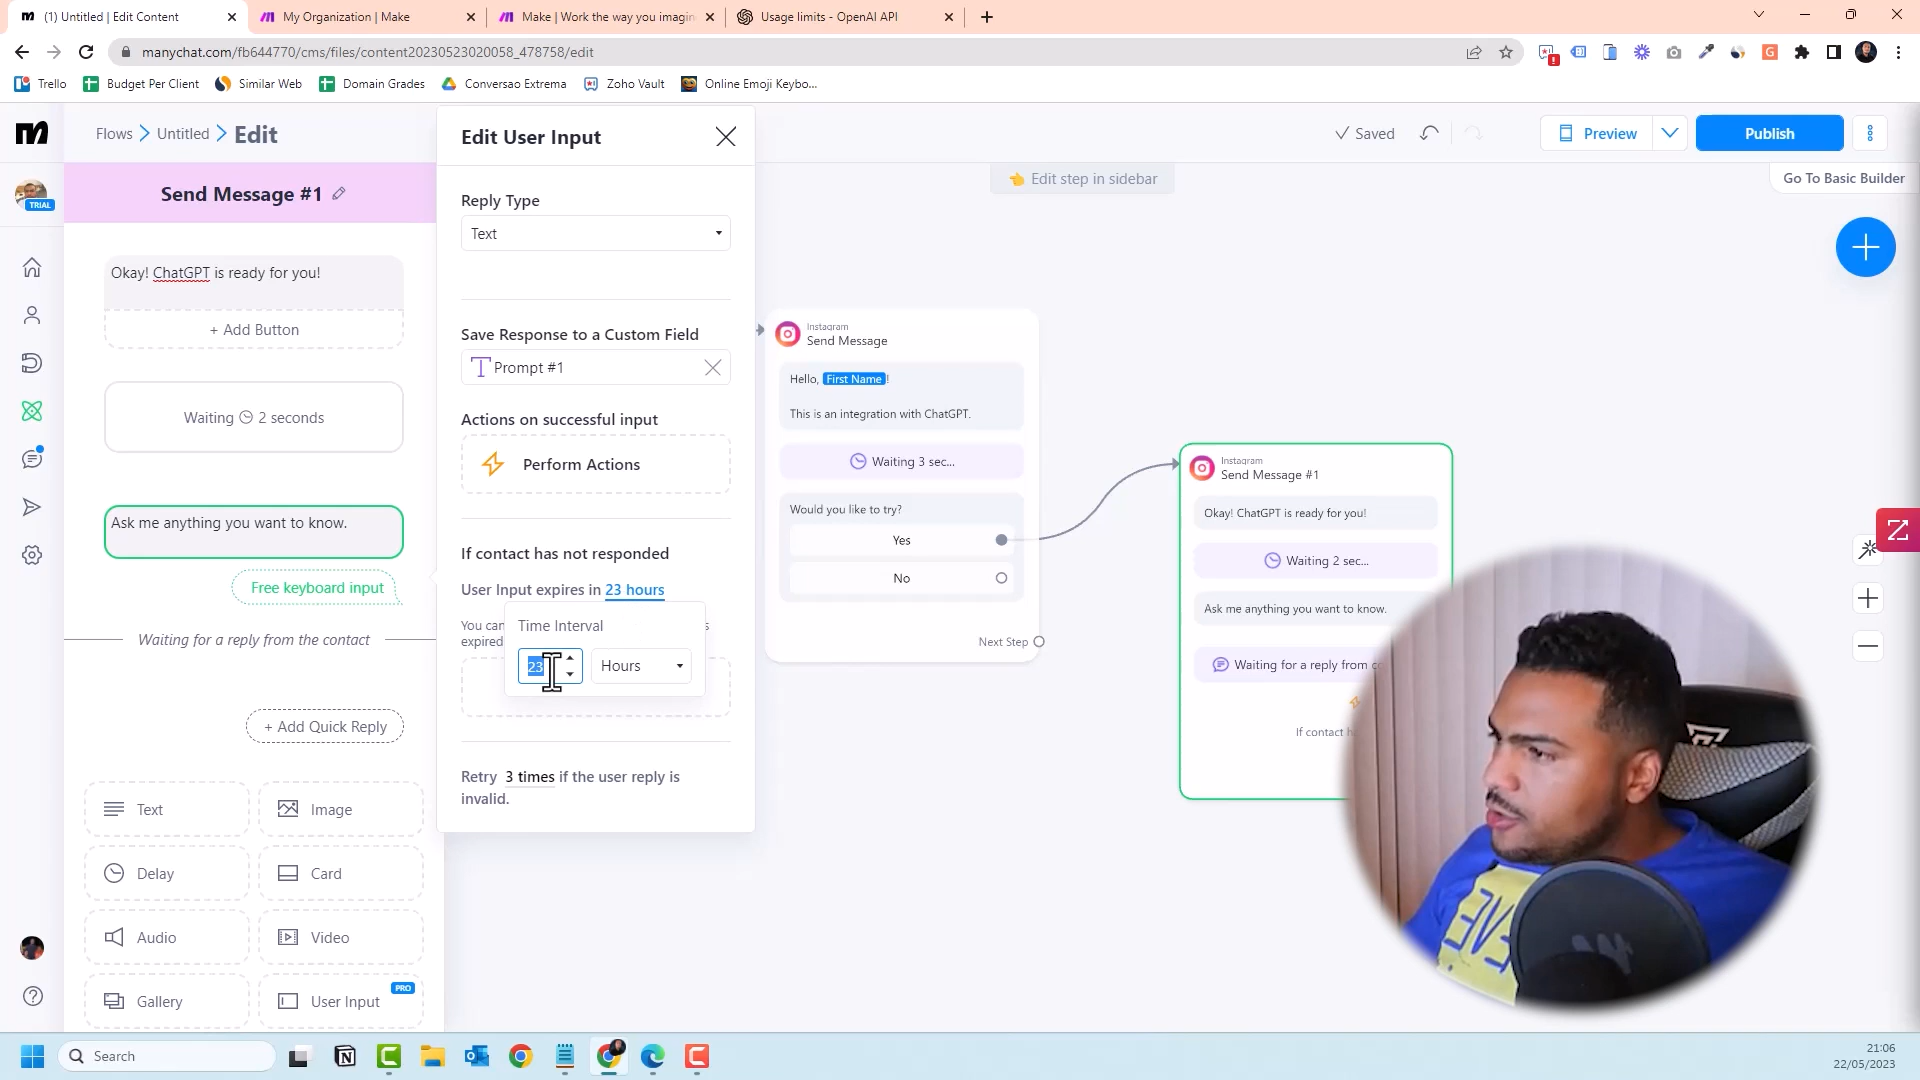 (1) Untitled | Edit Content
My Organization | Make
Make | Work the way you imagin
Usage limits - OpenAI API
manychat.com/fb644770/cms/files/content20230523020058_478758/edit
Trello
Budget Per Client
Similar Web
Domain Grades
Conversao Extrema
Zoho Vault
Online Emoji Keybo...
Flows
Untitled
Edit
Saved
Preview
Publish
👈 Edit step in sidebar
Go To Basic Builder
TRIAL
Send Message #1
Okay! ChatGPT is ready for you!
+ Add Button
Waiting 2 seconds
Ask me anything you want to know.
Free keyboard input
Waiting for a reply from the contact
+ Add Quick Reply
Text
Image
Delay
Card
Audio
Video
Gallery
User Input
PRO
Edit User Input
Reply Type
Text
Save Response to a Custom Field
Prompt #1
Actions on successful input
Perform Actions
If contact has not responded
User Input expires in 23 hours
You can
expired
Time Interval
23
Hours
Retry 3 times if the user reply is
invalid.
Instagram
Send Message
Hello, First Name!
This is an integration with ChatGPT.
Waiting 3 sec...
Would you like to try?
Yes
No
Next Step
Instagram
Send Message #1
Okay! ChatGPT is ready for you!
Waiting 2 sec...
Ask me anything you want to know.
Waiting for a reply from
If contact
Search
21:06
22/05/2023